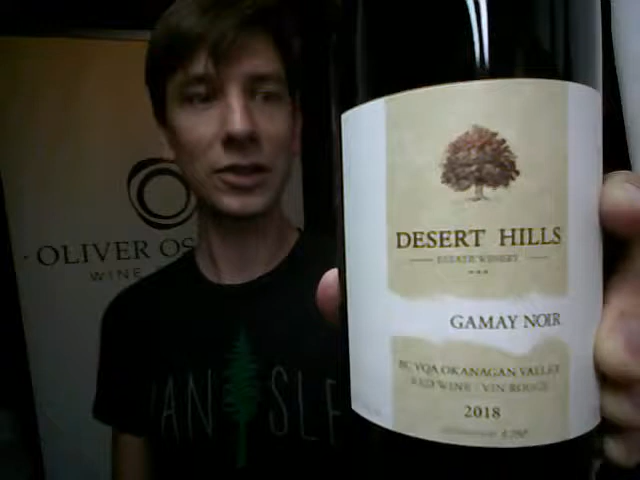 OLIVER OS
WINE
DESERT HILLS
ESTATE WINERY
GAMAY NOIR
BC VQA OKANAGAN VALLEY
RED WINE / VIN ROUGE
2018